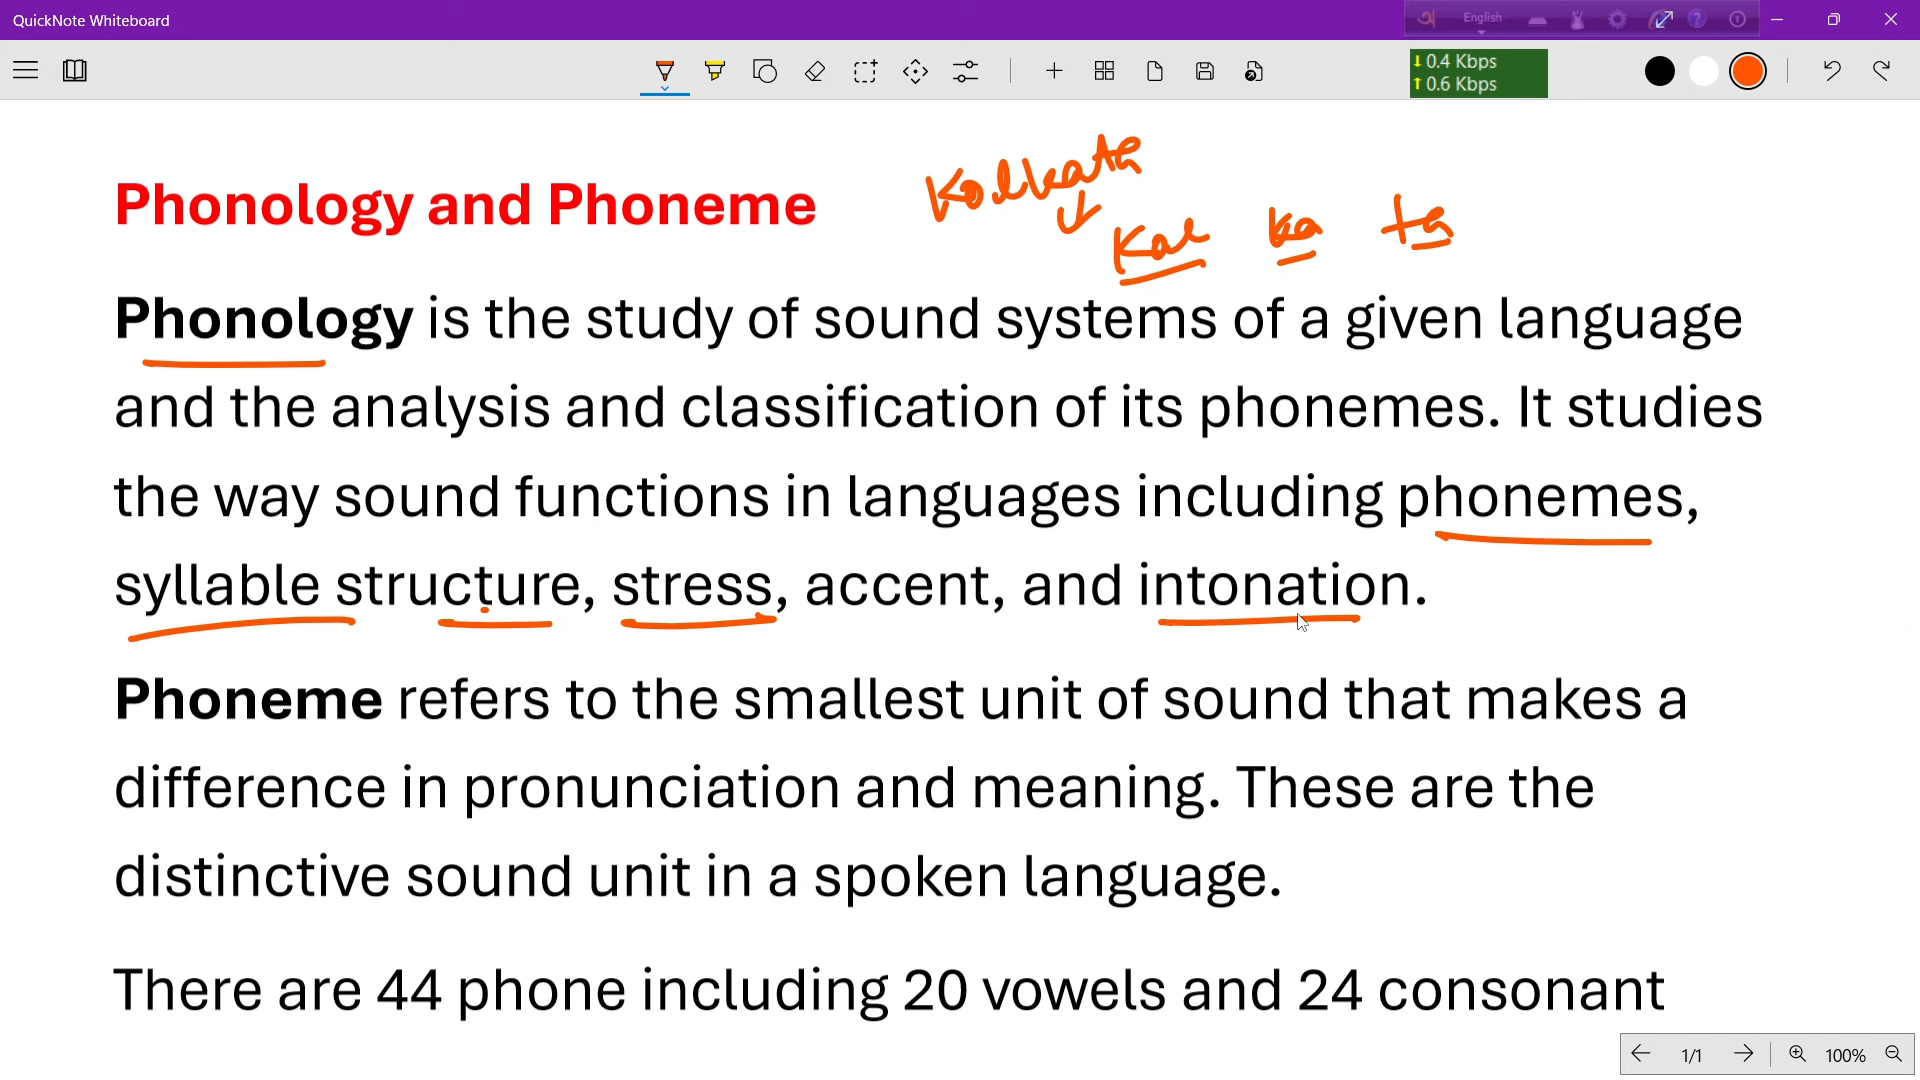 QuickNote Whiteboard
English
0.4 Kbps
0.6 Kbps
Kolkata
Phonology and Phoneme
Kol ka ta
Phonology is the study of sound systems of a given language
and the analysis and classification of its phonemes. It studies
the way sound functions in languages including phonemes,
syllable structure, stress, accent, and intonation.
Phoneme refers to the smallest unit of sound that makes a
difference in pronunciation and meaning. These are the
distinctive sound unit in a spoken language.
There are 44 phone including 20 vowels and 24 consonant
1/1 100%